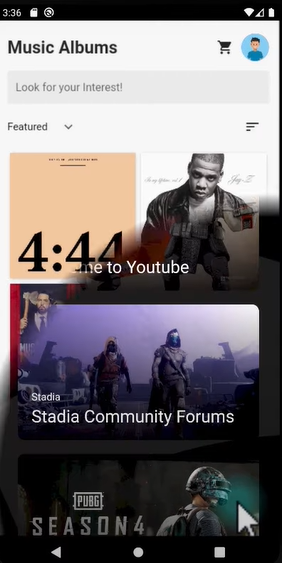 3:36
Music Albums
Look for your Interest!
Featured
4:44
Jay-Z
me to Youtube
Stadia
Stadia Community Forums
PUBG
SEASON4